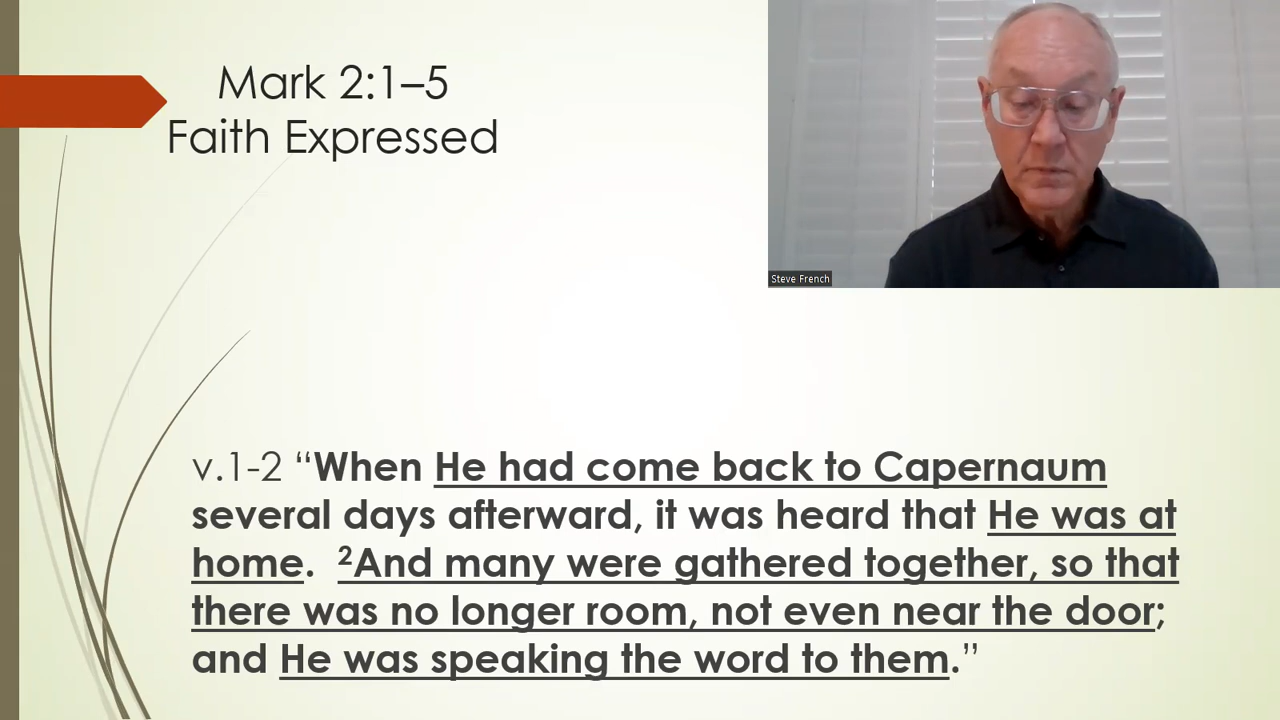 Mark 2:1–5
Faith Expressed
Steve French
v.1-2 “When He had come back to Capernaum
several days afterward, it was heard that He was at
home.  ²And many were gathered together, so that
there was no longer room, not even near the door;
and He was speaking the word to them.”